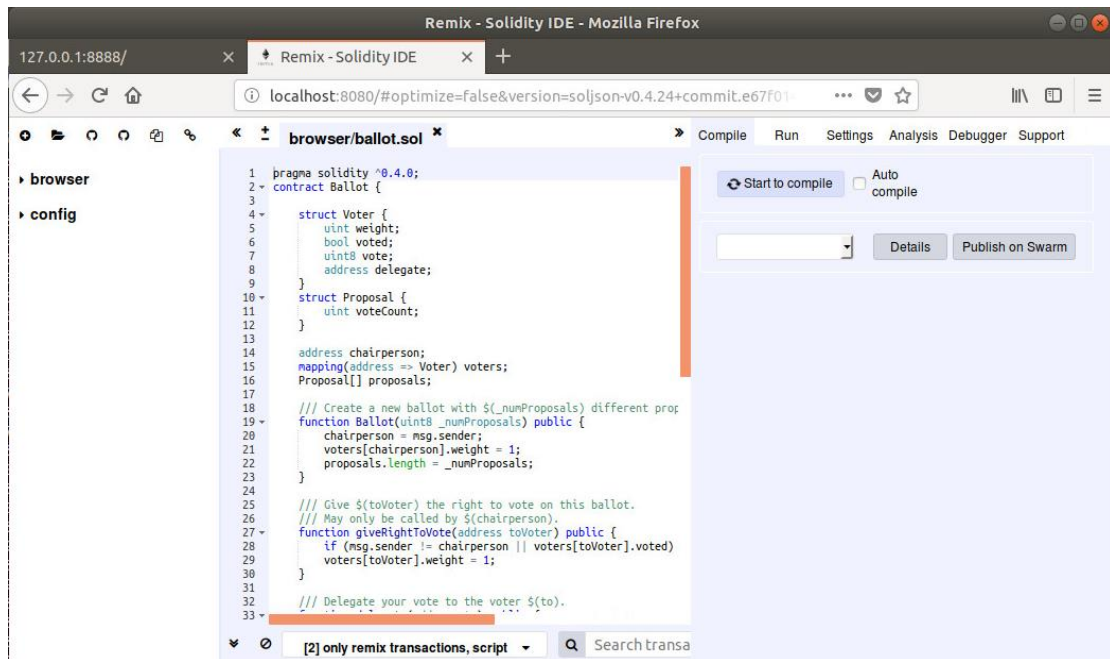 Remix - Solidity IDE - Mozilla Firefox
127.0.0.1:8888/
Remix - Solidity IDE
localhost:8080/#optimize=false&version=soljson-v0.4.24+commit.e67f01
browser/ballot.sol
Compile Run Settings Analysis Debugger Support
browser
config
Start to compile
Auto compile
Details
Publish on Swarm
1 pragma solidity ^0.4.0;
2 contract Ballot {
3
4 struct Voter {
5 uint weight;
6 bool voted;
7 uint8 vote;
8 address delegate;
9 }
10 struct Proposal {
11 uint voteCount;
12 }
13
14 address chairperson;
15 mapping(address => Voter) voters;
16 Proposal[] proposals;
17
18 /// Create a new ballot with $(_numProposals) different prop
19 function Ballot(uint8 _numProposals) public {
20 chairperson = msg.sender;
21 voters[chairperson].weight = 1;
22 proposals.length = _numProposals;
23 }
24
25 /// Give $(toVoter) the right to vote on this ballot.
26 /// May only be called by $(chairperson).
27 function giveRightToVote(address toVoter) public {
28 if (msg.sender != chairperson || voters[toVoter].voted)
29 voters[toVoter].weight = 1;
30 }
31
32 /// Delegate your vote to the voter $(to).
33
[2] only remix transactions, script
Search transa